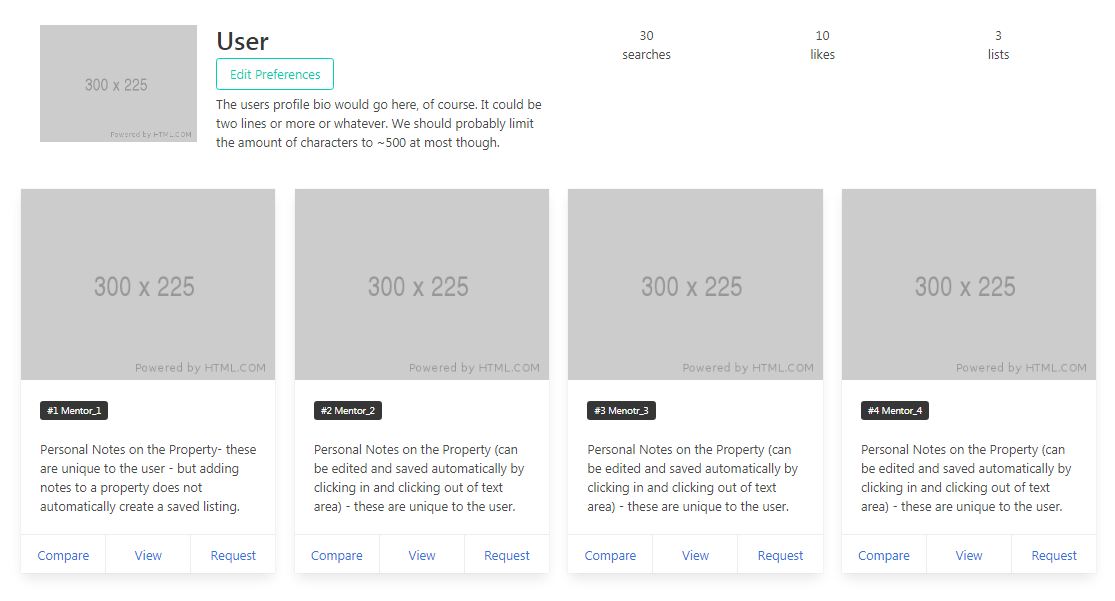 300 x 225
Powered by HTML.COM
User
Edit Preferences
The users profile bio would go here, of course. It could be
two lines or more or whatever. We should probably limit
the amount of characters to ~500 at most though.
30
searches
10
likes
3
lists
300 x 225
Powered by HTML.COM
#1 Mentor_1
Personal Notes on the Property- these
are unique to the user - but adding
notes to a property does not
automatically create a saved listing.
Compare
View
Request
300 x 225
Powered by HTML.COM
#2 Mentor_2
Personal Notes on the Property (can
be edited and saved automatically by
clicking in and clicking out of text
area) - these are unique to the user.
Compare
View
Request
300 x 225
Powered by HTML.COM
#3 Menotr_3
Personal Notes on the Property (can
be edited and saved automatically by
clicking in and clicking out of text
area) - these are unique to the user.
Compare
View
Request
300 x 225
Powered by HTML.COM
#4 Mentor_4
Personal Notes on the Property (can
be edited and saved automatically by
clicking in and clicking out of text
area) - these are unique to the user.
Compare
View
Request